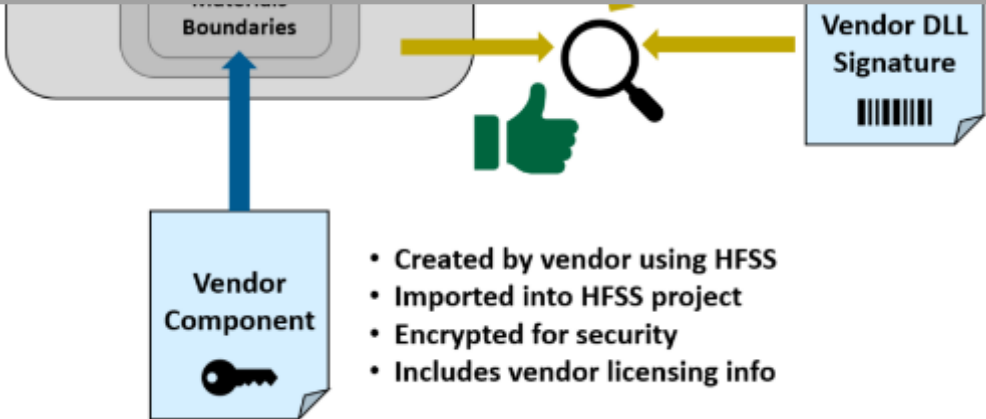 Boundaries
Vendor DLL
Signature
Vendor
Component
• Created by vendor using HFSS
• Imported into HFSS project
• Encrypted for security
• Includes vendor licensing info